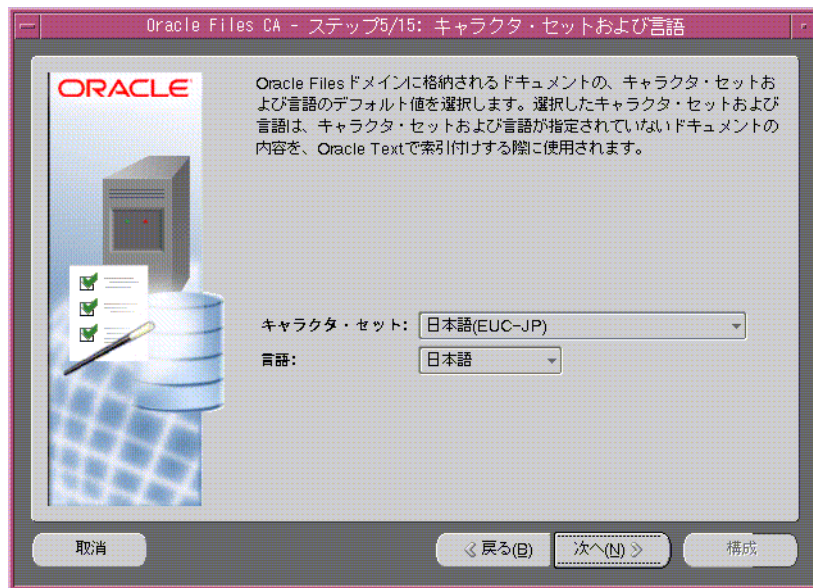 Oracle Files CA - ステップ5/15: キャラクタ・セットおよび言語
ORACLE
Oracle Filesドメインに格納されるドキュメントの、キャラクタ・セットお
よび言語のデフォルト値を選択します。選択したキャラクタ・セットおよび
言語は、キャラクタ・セットおよび言語が指定されていないドキュメントの
内容を、Oracle Textで索引付けする際に使用されます。
キャラクタ・セット: 日本語(EUC-JP)
言語: 日本語
取消 戻る(B) 次へ(N) 構成